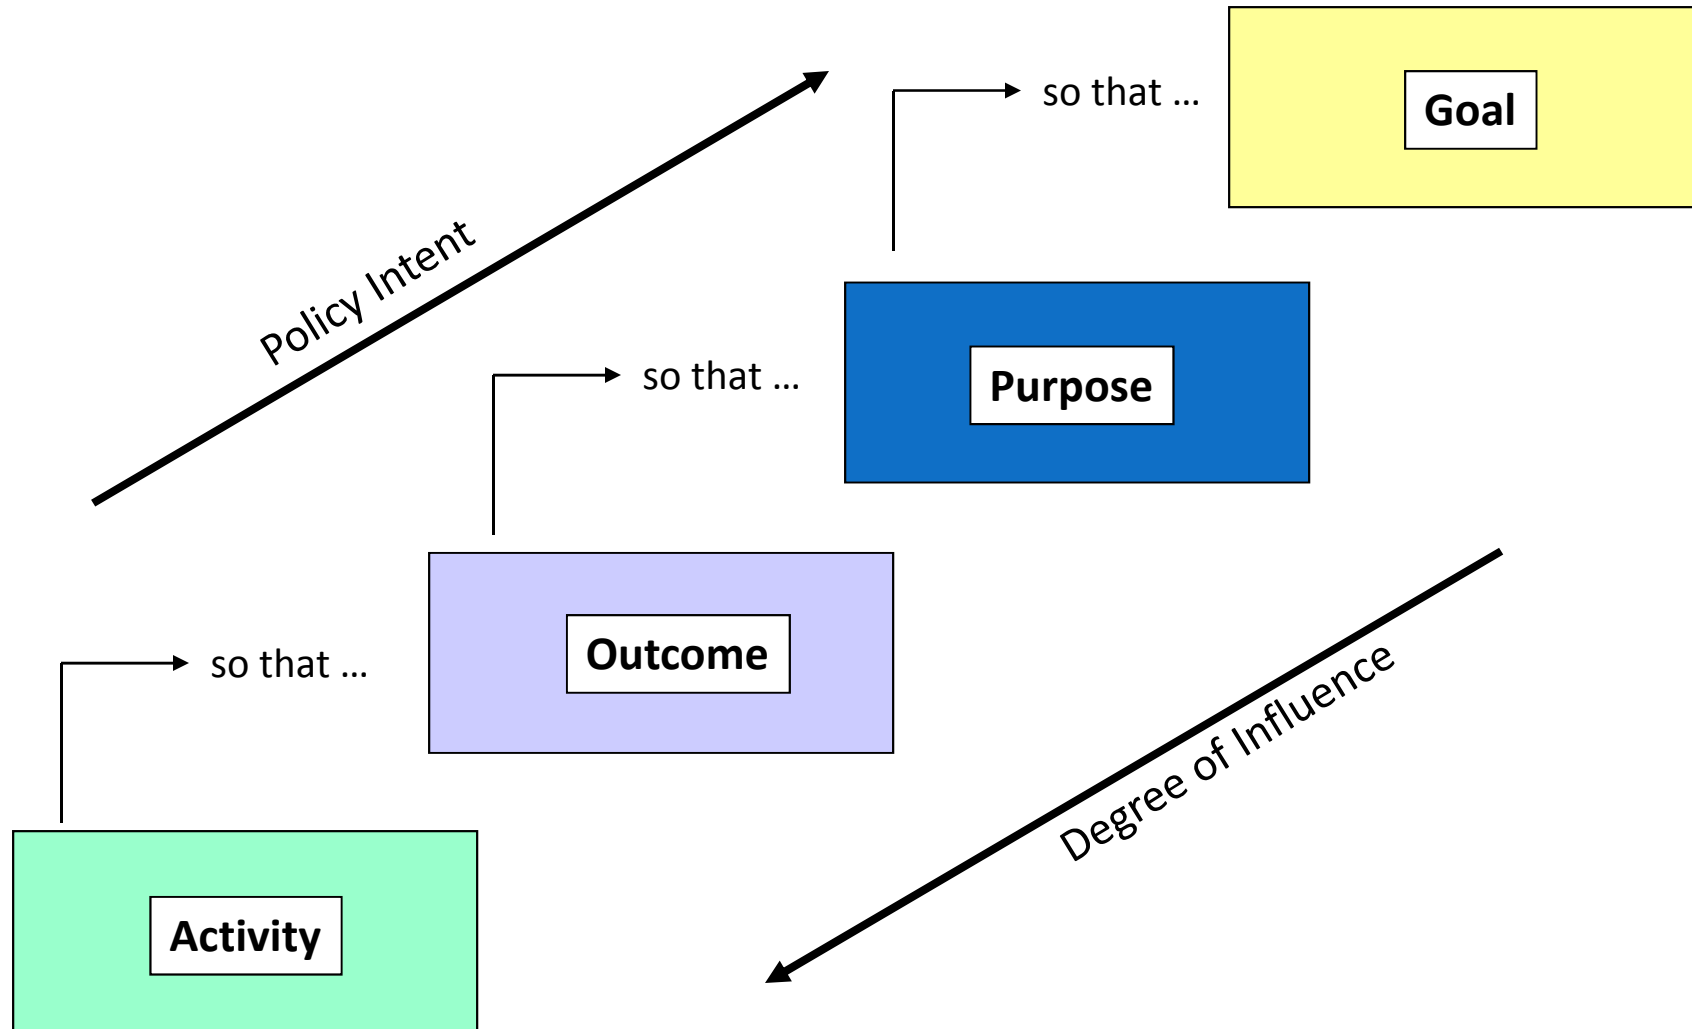 so that …
Goal
Policy Intent
so that …
Purpose
so that …
Outcome
Degree of Influence
Activity